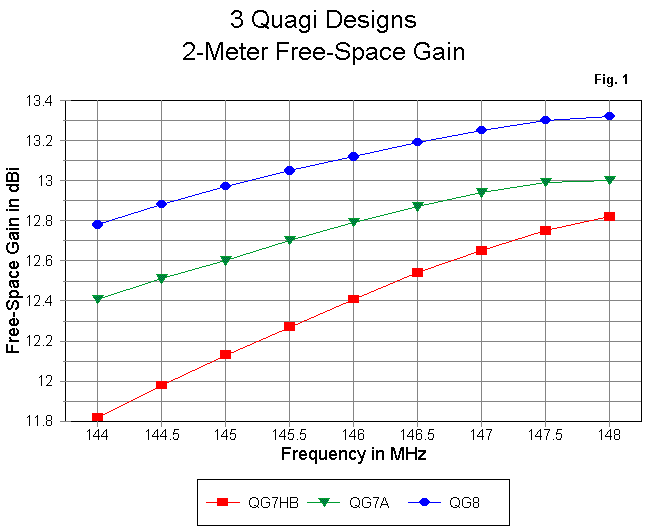 3 Quagi Designs
2-Meter Free-Space Gain
Fig. 1
Free-Space Gain in dBi
13.4
13.2
13
12.8
12.6
12.4
12.2
12
11.8
144 144.5 145 145.5 146 146.5 147 147.5 148
Frequency in MHz
QG7HB QG7A QG8